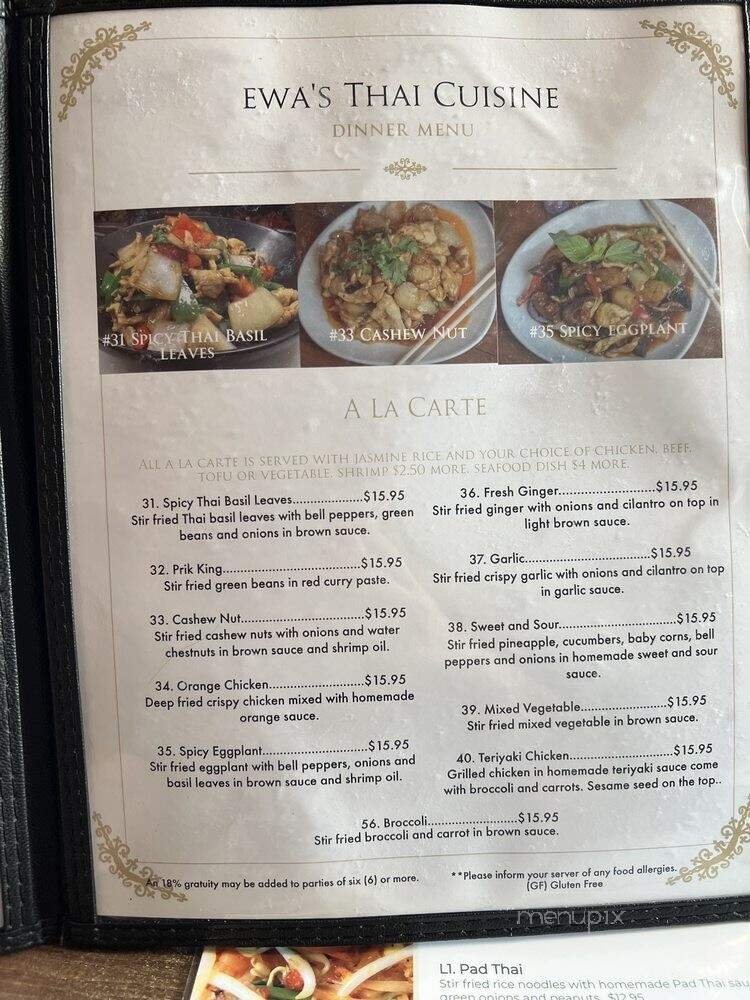 EWA'S THAI CUISINE
DINNER MENU
#31 SPICY THAI BASIL
LEAVES
#33 CASHEW NUT
#35 SPICY EGGPLANT
A LA CARTE
ALL A LA CARTE IS SERVED WITH JASMINE RICE AND YOUR CHOICE OF CHICKEN, BEEF,
TOFU OR VEGETABLE. SHRIMP $2.50 MORE. SEAFOOD DISH $4 MORE.
31. Spicy Thai Basil Leaves.....................$15.95
Stir fried Thai basil leaves with bell peppers, green
beans and onions in brown sauce.
32. Prik King.........................................$15.95
Stir fried green beans in red curry paste.
33. Cashew Nut.....................................$15.95
Stir fried cashew nuts with onions and water
chestnuts in brown sauce and shrimp oil.
34. Orange Chicken............................$15.95
Deep fried crispy chicken mixed with homemade
orange sauce.
35. Spicy Eggplant................................$15.95
Stir fried eggplant with bell peppers, onions and
basil leaves in brown sauce and shrimp oil.
36. Fresh Ginger.............................$15.95
Stir fried ginger with onions and cilantro on top in
light brown sauce.
37. Garlic......................................$15.95
Stir fried crispy garlic with onions and cilantro on top
in garlic sauce.
38. Sweet and Sour...................................$15.95
Stir fried pineapple, cucumbers, baby corns, bell
peppers and onions in homemade sweet and sour
sauce.
39. Mixed Vegetable..........................$15.95
Stir fried mixed vegetable in brown sauce.
40. Teriyaki Chicken...............................$15.95
Grilled chicken in homemade teriyaki sauce come
with broccoli and carrots. Sesame seed on the top..
56. Broccoli...........................$15.95
Stir fried broccoli and carrot in brown sauce.
An 18% gratuity may be added to parties of six (6) or more.
**Please inform your server of any food allergies.
(GF) Gluten Free
menupix
L1. Pad Thai
Stir fried rice noodles with homemade Pad Thai sau
green onions and peanuts. $12.95